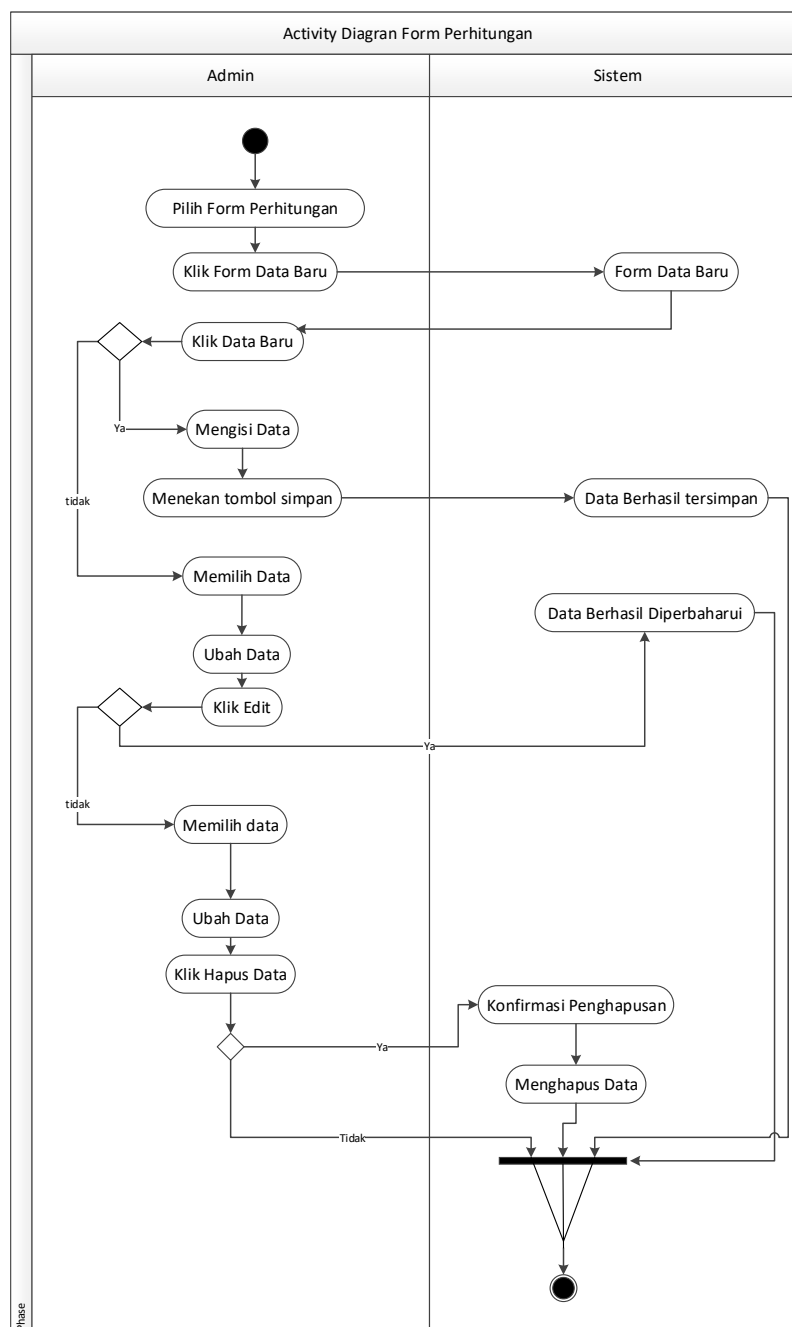 Activity Diagran Form Perhitungan
Admin
Sistem
Pilih Form Perhitungan
Klik Form Data Baru
Form Data Baru
Klik Data Baru
Ya
Mengisi Data
tidak
Menekan tombol simpan
Data Berhasil tersimpan
Memilih Data
Data Berhasil Diperbaharui
Ubah Data
Klik Edit
Ya
tidak
Memilih data
Ubah Data
Klik Hapus Data
Konfirmasi Penghapusan
Ya
Menghapus Data
Tidak
Phase